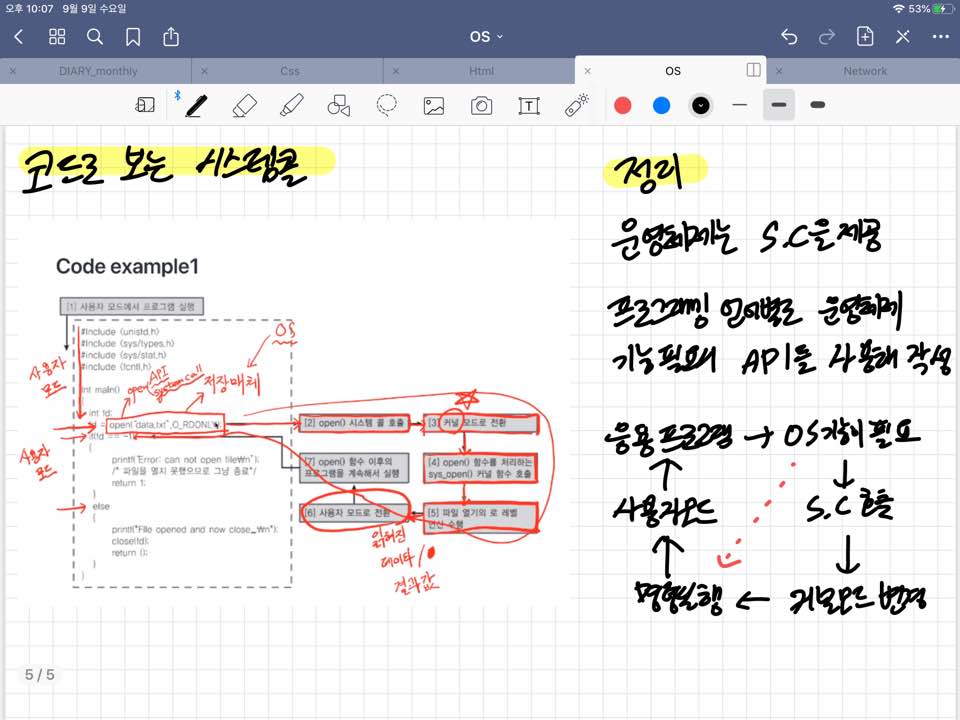 오후 10:07 9월 9일 수요일
53%
OS
DIARY_monthly
Css
Html
OS
Network
코드로 보는 시스템콜
Code example1
[1] 사용자 모드에서 프로그램 실행
#include <unistd.h>
#include <sys/types.h>
#include <sys/stat.h>
#include <fcntl.h>
int main()
int fd;
fd = open("data.txt",O_RDONLY);
if(fd == -1)
{
printf("Error: can not open file₩n");
/* 파일을 열지 못했으므로 그냥 종료*/
return 1;
}
else
{
printf("File opened and now close_₩n");
close(fd);
return ();
}
}
사용자
모드
open
API
system call
저장매체
OS
사용자
모드
[2] open() 시스템 콜 호출
[3] 커널 모드로 전환
[7] open() 함수 이후의
프로그램을 계속해서 실행
[4] open() 함수를 처리하는
sys_open() 커널 함수 호출
[6] 사용자 모드로 전환
[5] 파일 열기의 로 레벨
연산 수행
읽혀진
데이타/
결과값
정리
운영체제는 S.C을 제공
프로그래밍 언어별로 운영체제
기능필요해 API를 사용해 작성
응용프로그램 → OS자원 필요
사용자모드 S.C 호출
명령실행 ← 커널모드 변경
5 / 5